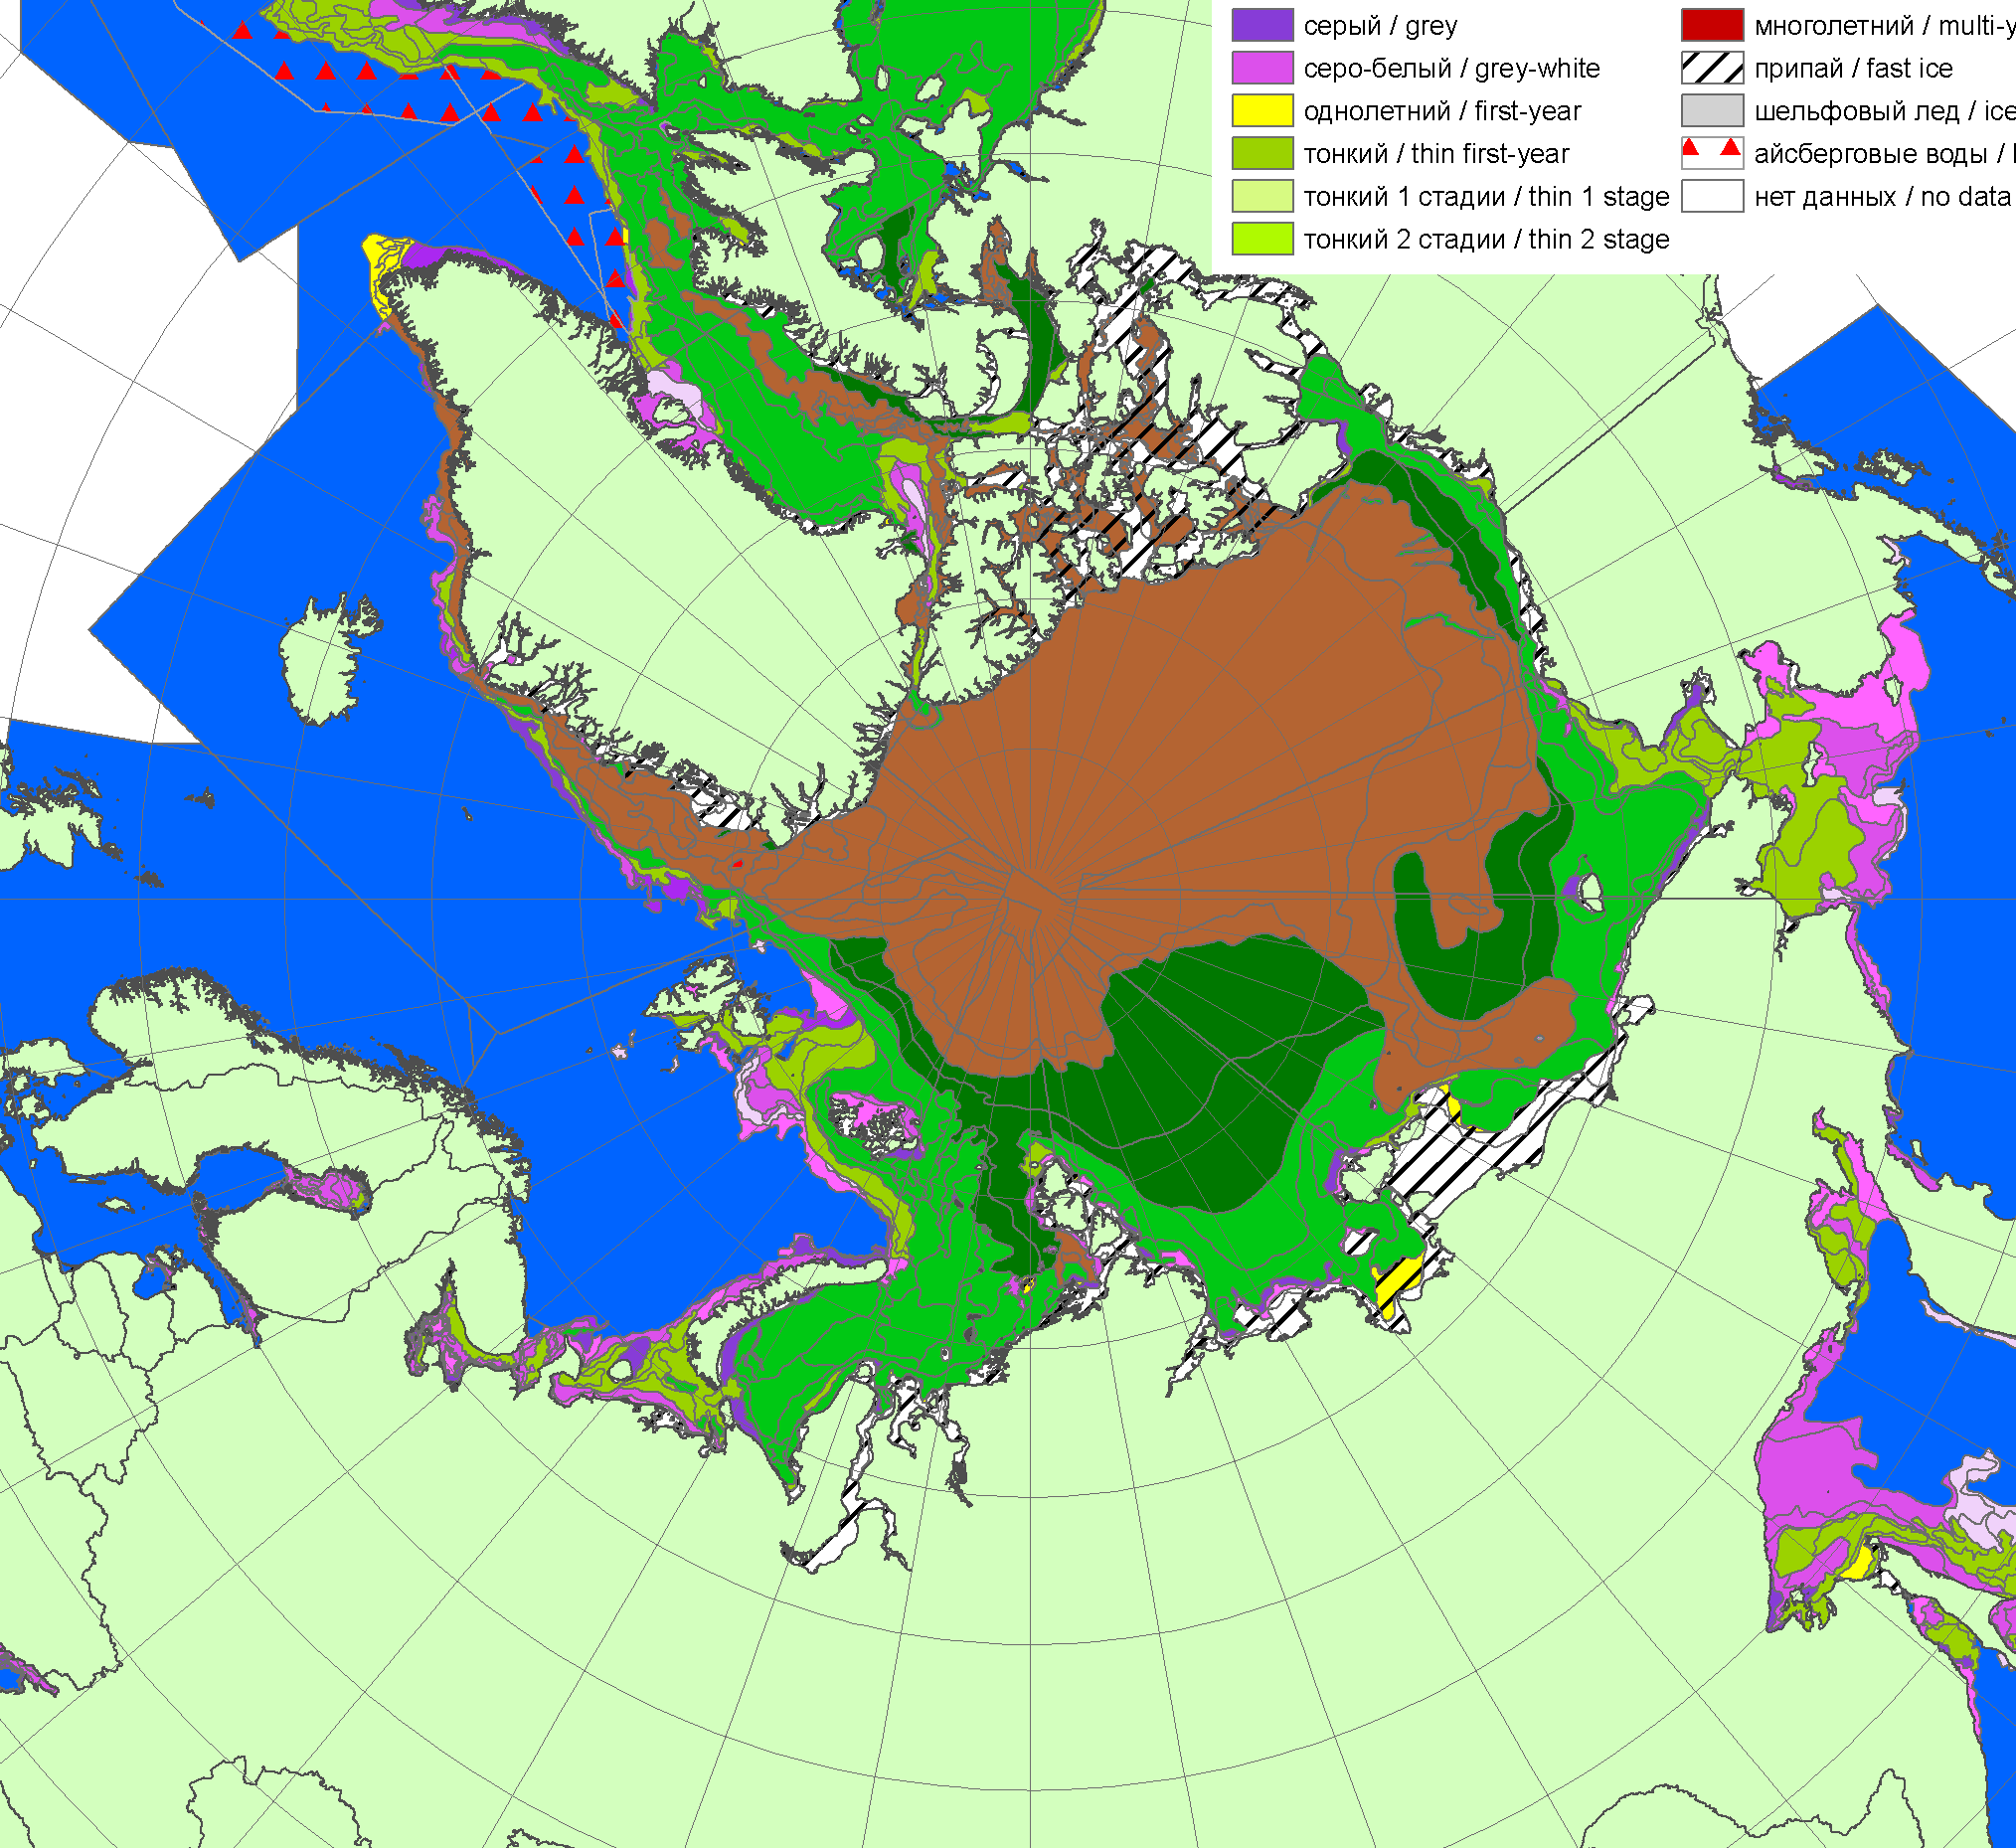 серый / grey
серо-белый / grey-white
однолетний / first-year
тонкий / thin first-year
тонкий 1 стадии / thin 1 stage
тонкий 2 стадии / thin 2 stage
многолетний / multi-y
припай / fast ice
шельфовый лед / ice
айсберговые воды /
нет данных / no data